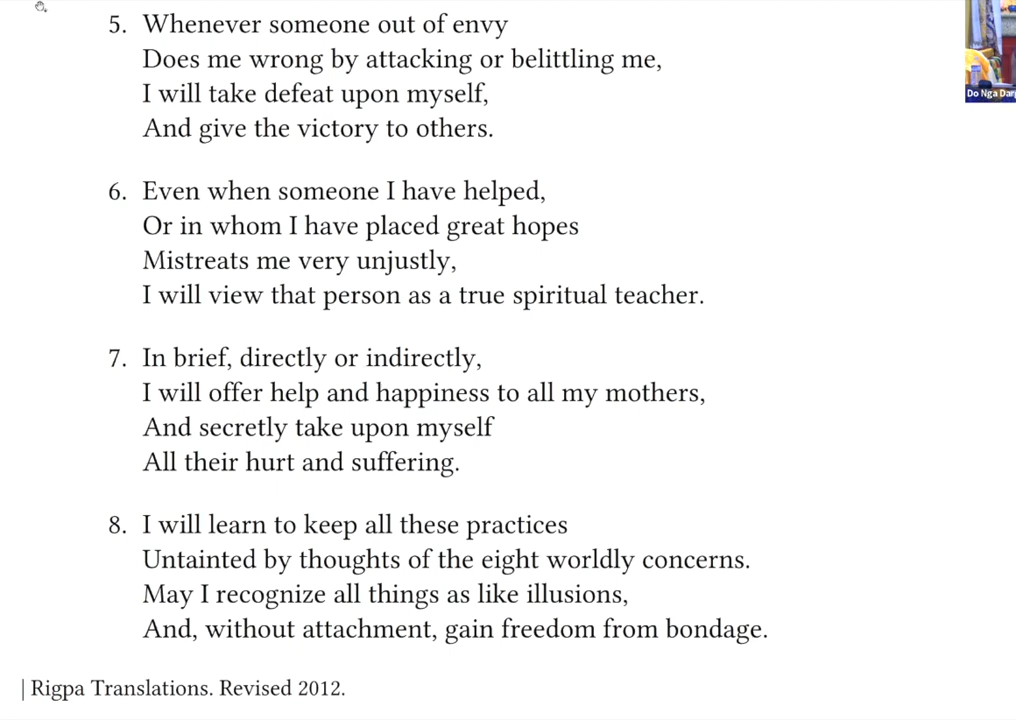 5. Whenever someone out of envy
Does me wrong by attacking or belittling me,
I will take defeat upon myself,
And give the victory to others.
6. Even when someone I have helped,
Or in whom I have placed great hopes
Mistreats me very unjustly,
I will view that person as a true spiritual teacher.
7. In brief, directly or indirectly,
I will offer help and happiness to all my mothers,
And secretly take upon myself
All their hurt and suffering.
8. I will learn to keep all these practices
Untainted by thoughts of the eight worldly concerns.
May I recognize all things as like illusions,
And, without attachment, gain freedom from bondage.
| Rigpa Translations. Revised 2012.
Do Nga Dar